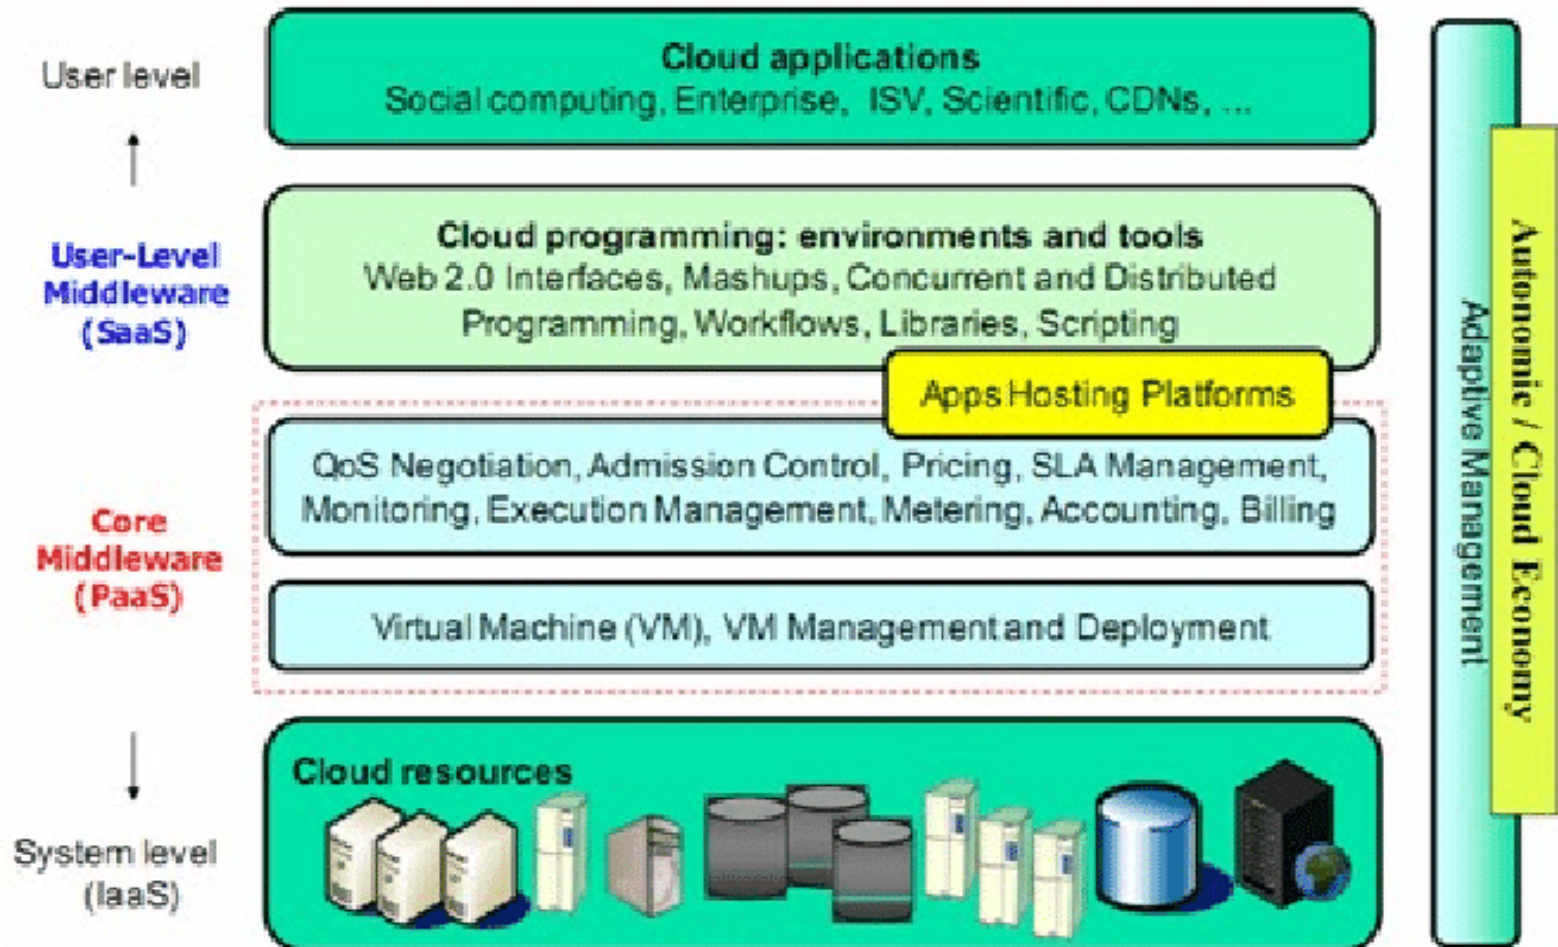 User level
Cloud applications
Social computing, Enterprise, ISV, Scientific, CDNs, ...
User-Level
Middleware
(SaaS)
Cloud programming: environments and tools
Web 2.0 Interfaces, Mashups, Concurrent and Distributed
Programming, Workflows, Libraries, Scripting
Apps Hosting Platforms
Core
Middleware
(PaaS)
QoS Negotiation, Admission Control, Pricing, SLA Management,
Monitoring, Execution Management, Metering, Accounting, Billing
Virtual Machine (VM), VM Management and Deployment
System level
(IaaS)
Cloud resources
Adaptive Management
Autonomic / Cloud Economy